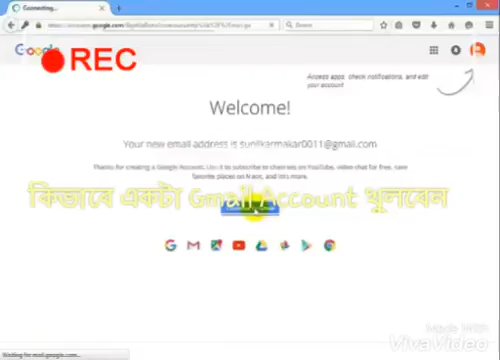 Connecting...
Google
REC
Access apps, check notifications, and edit
your account
Welcome!
Your new email address is sunilkarmakar0011@gmail.com
Thanks for creating a Google Account. Use it to subscribe to channels on YouTube, video chat for free, save
favorite places on Maps, and lots more.
কিভাবে একটা Gmail Account খুলবেন
Made With
VivaVideo
Waiting for mail.google.com...